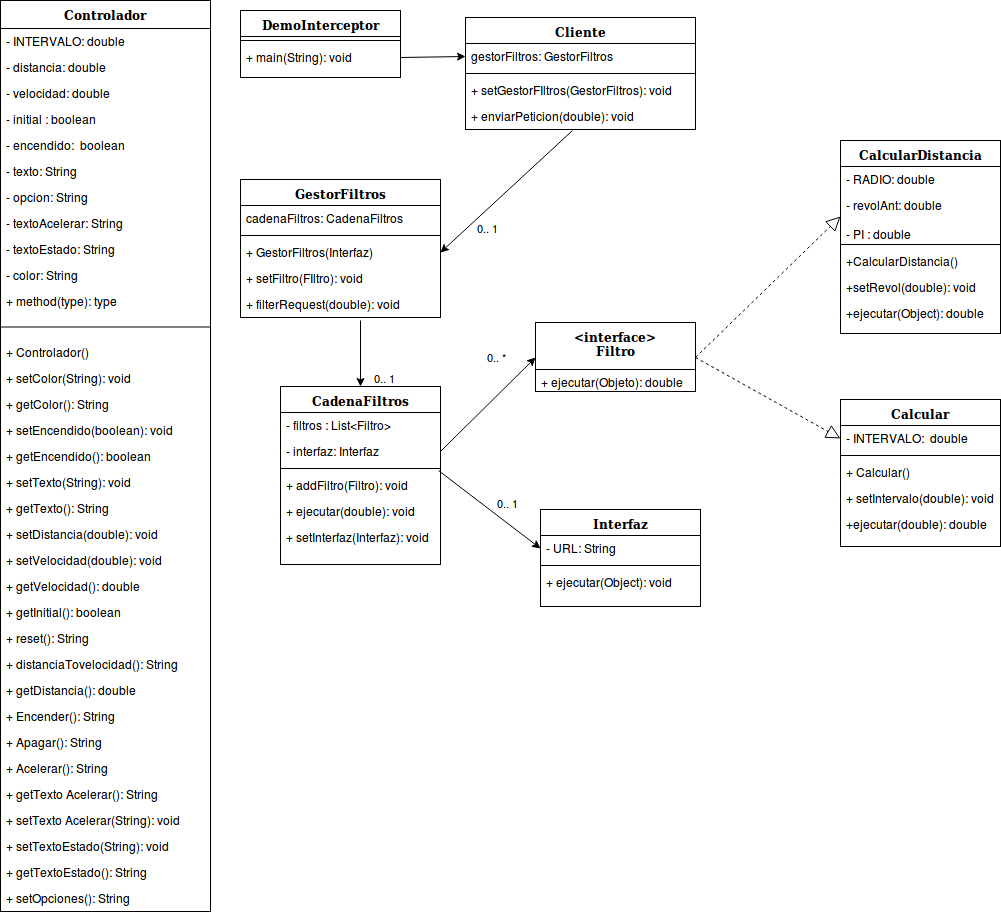 Controlador
- INTERVALO: double
- distancia: double
- velocidad: double
- initial : boolean
- encendido:  boolean
- texto: String
- opcion: String
- textoAcelerar: String
- textoEstado: String
- color: String
+ method(type): type
+ Controlador()
+ setColor(String): void
+ getColor(): String
+ setEncendido(boolean): void
+ getEncendido(): boolean
+ setTexto(String): void
+ getTexto(): String
+ setDistancia(double): void
+ setVelocidad(double): void
+ getVelocidad(): double
+ getInitial(): boolean
+ reset(): String
+ distanciaTovelocidad(): String
+ getDistancia(): double
+ Encender(): String
+ Apagar(): String
+ Acelerar(): String
+ getTexto Acelerar(): String
+ setTexto Acelerar(String): void
+ setTextoEstado(String): void
+ getTextoEstado(): String
+ setOpciones(): String
DemoInterceptor
+ main(String): void
Cliente
gestorFiltros: GestorFiltros
+ setGestorFIltros(GestorFiltros): void
+ enviarPeticion(double): void
GestorFiltros
cadenaFiltros: CadenaFiltros
+ GestorFiltros(Interfaz)
+ setFiltro(FIltro): void
+ filterRequest(double): void
0.. 1
0.. 1
CadenaFiltros
- filtros : List<Filtro>
- interfaz: Interfaz
+ addFiltro(Filtro): void
+ ejecutar(double): void
+ setInterfaz(Interfaz): void
0.. *
0.. 1
<interface>
Filtro
+ ejecutar(Objeto): double
Interfaz
- URL: String
+ ejecutar(Object): void
CalcularDistancia
- RADIO: double
- revolAnt: double
- PI : double
+CalcularDistancia()
+setRevol(double): void
+ejecutar(Object): double
Calcular
- INTERVALO:  double
+ Calcular()
+ setIntervalo(double): void
+ejecutar(double): double